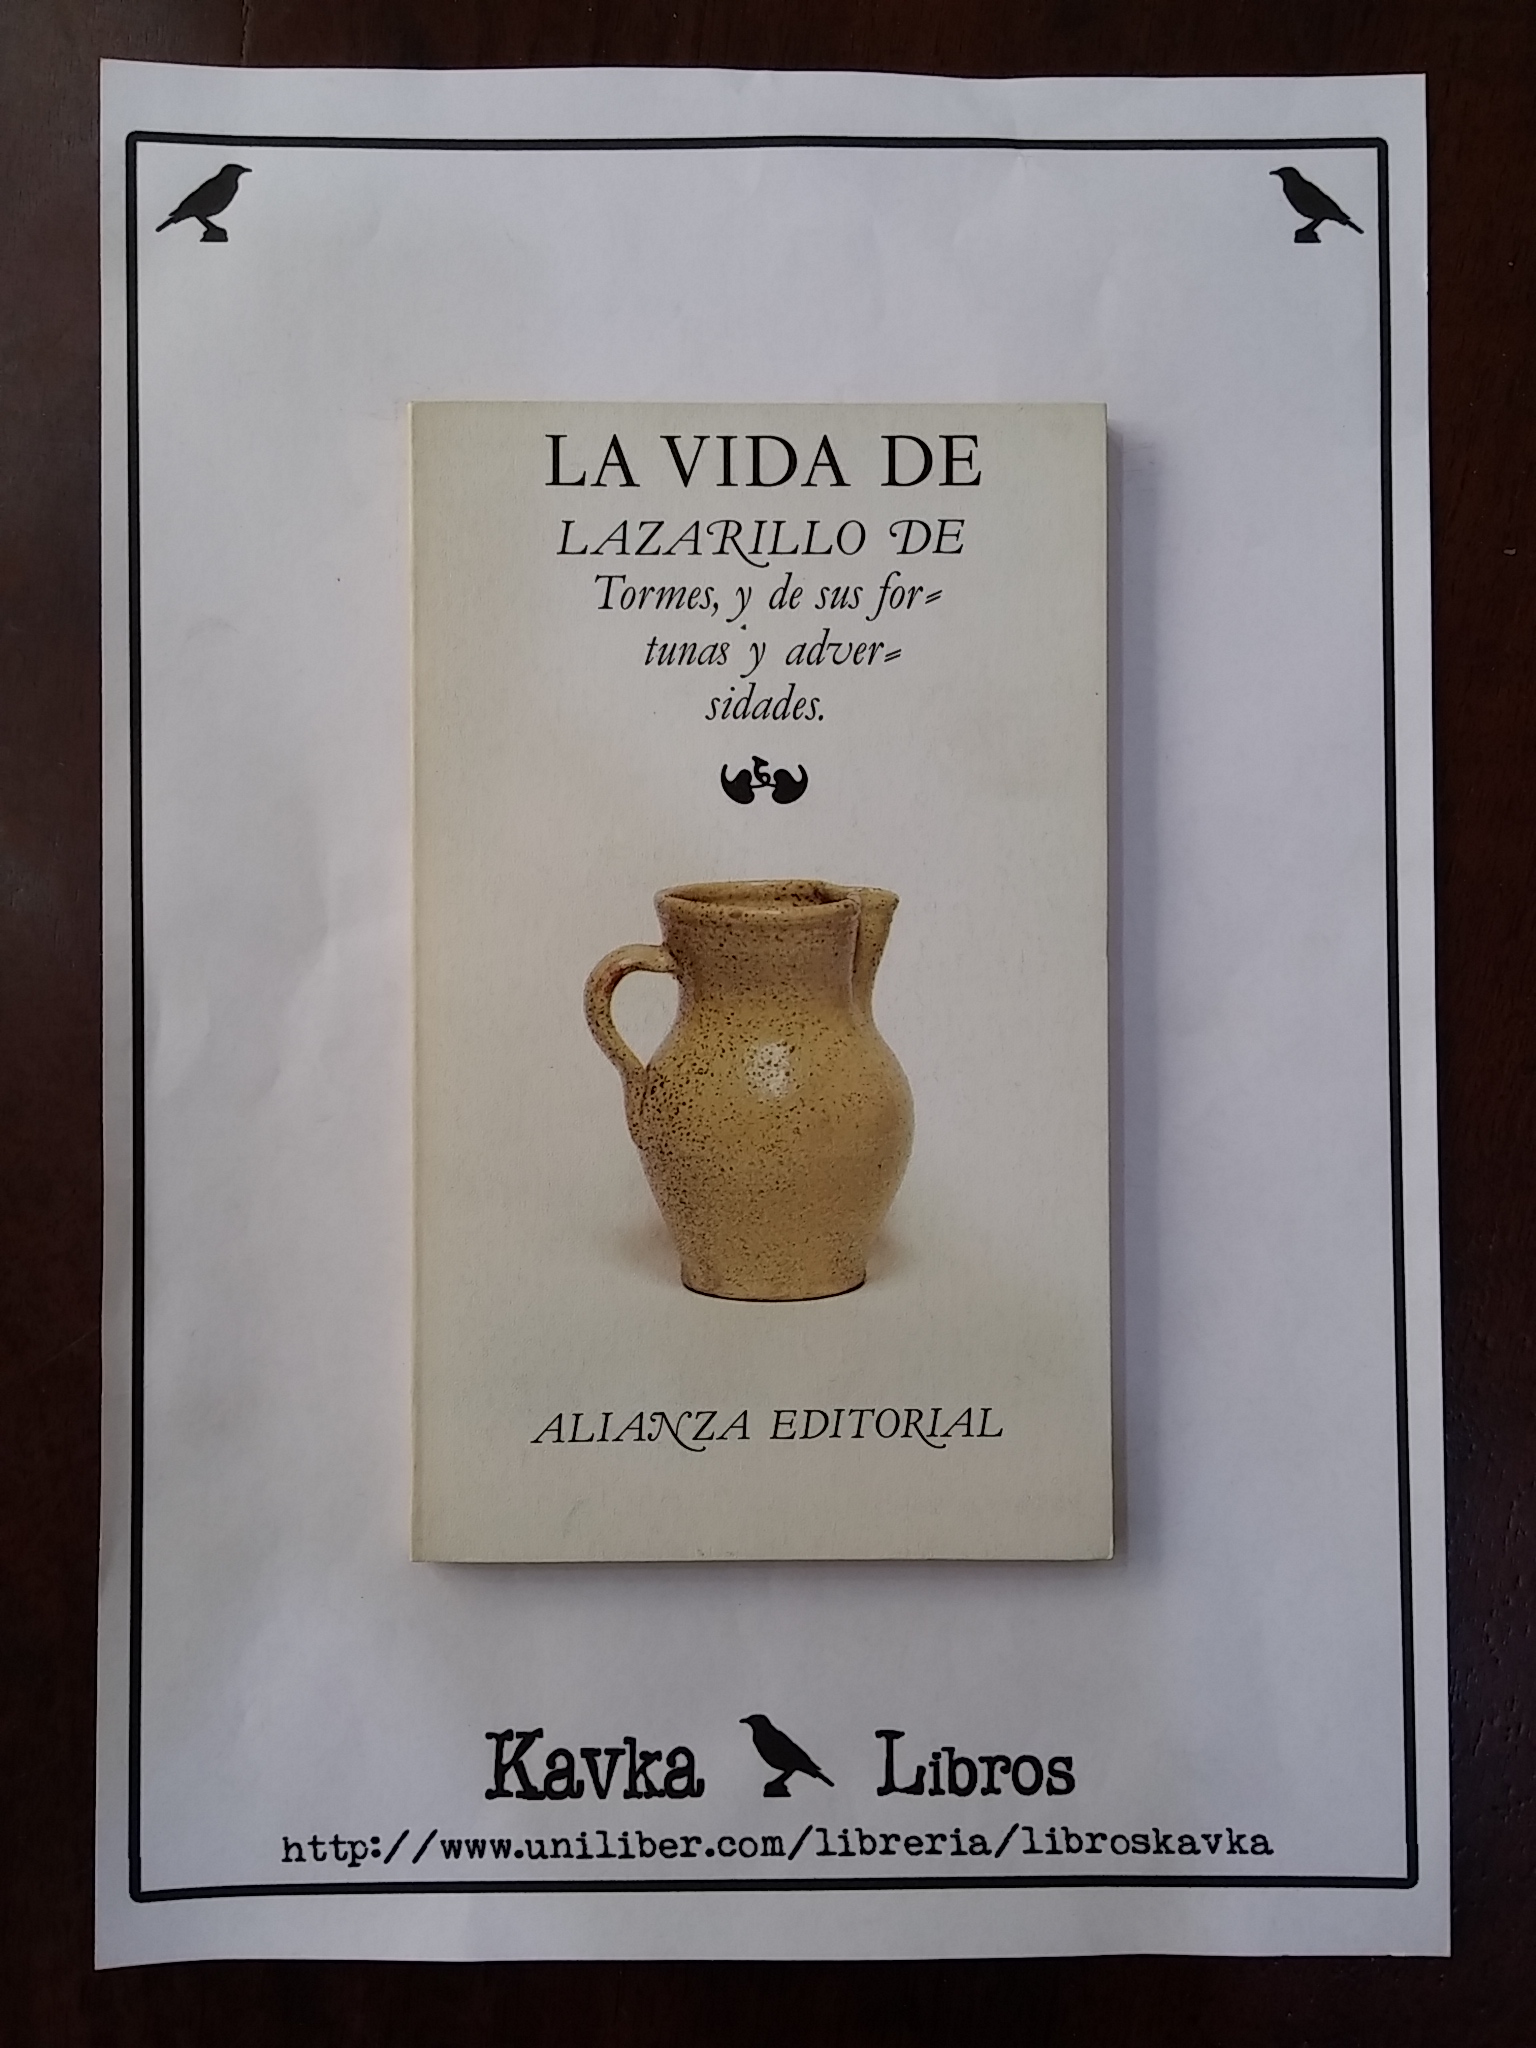 LA VIDA DE
LAZARILLO DE
Tormes, y de sus for=
tunas y adver=
sidades.
ALIANZA EDITORIAL
Kavka Libros
http://www.uniliber.com/libreria/libroskavka